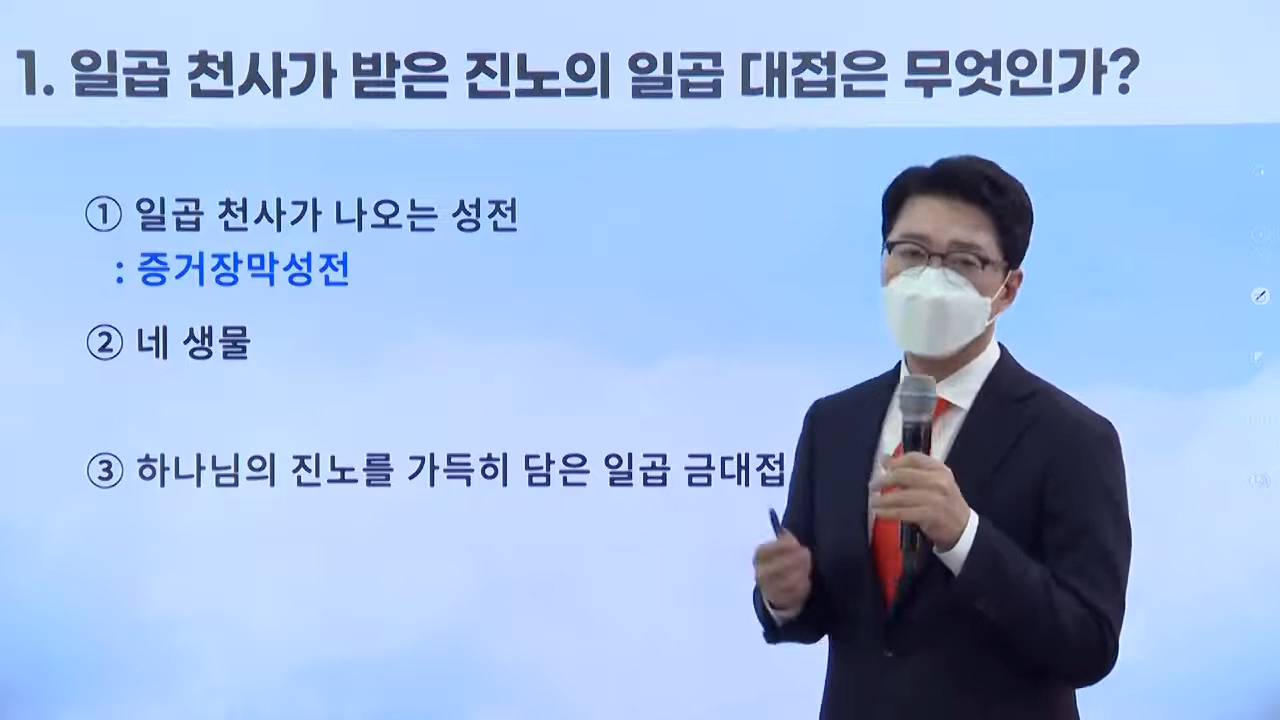 1. 일곱 천사가 받은 진노의 일곱 대접은 무엇인가?
① 일곱 천사가 나오는 성전
: 증거장막성전
② 네 생물
③ 하나님의 진노를 가득히 담은 일곱 금대접